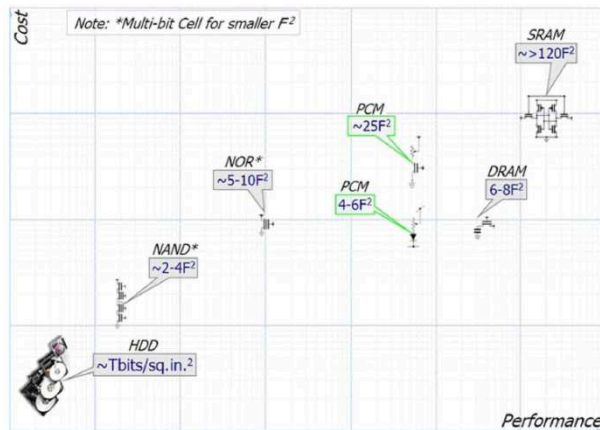 Cost
Note: *Multi-bit Cell for smaller F²
SRAM
~>120F²
PCM
~25F²
NOR*
~5-10F²
PCM
4-6F²
DRAM
6-8F²
NAND*
~2-4F²
HDD
~Tbits/sq.in.²
Performance